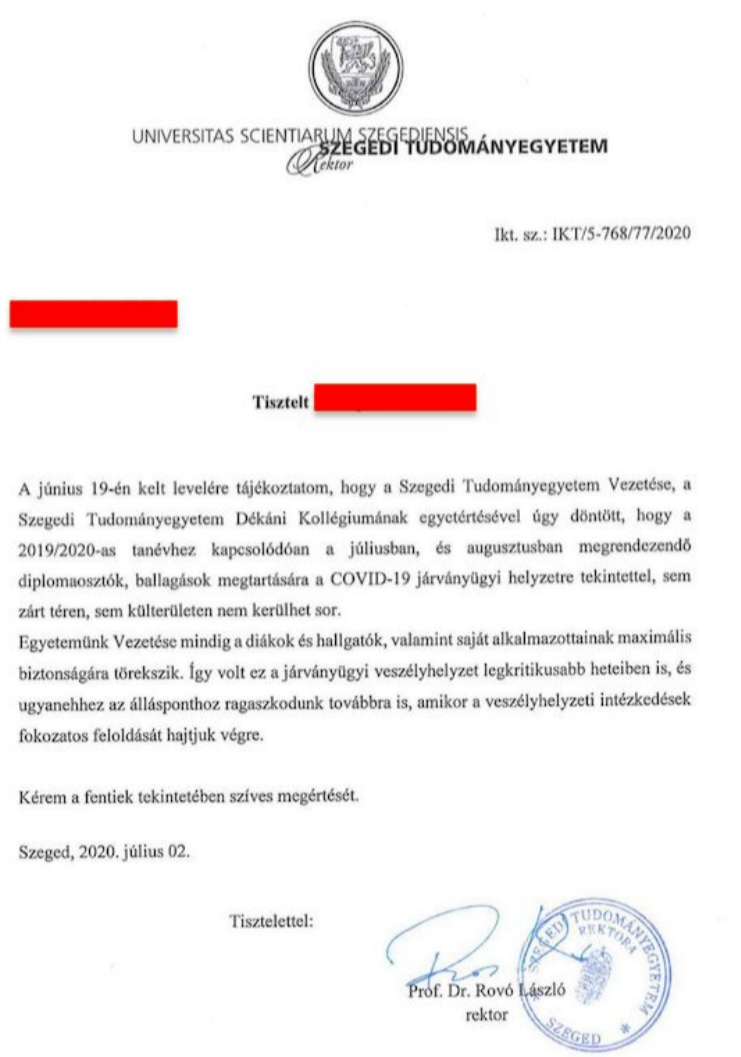 UNIVERSITAS SCIENTIARUM SZEGEDIENSIS
SZEGEDI TUDOMÁNYEGYETEM
Rektor
Ikt. sz.: IKT/5-768/77/2020
Tisztelt
A június 19-én kelt levelére tájékoztatom, hogy a Szegedi Tudományegyetem Vezetése, a
Szegedi Tudományegyetem Dékáni Kollégiumának egyetértésével úgy döntött, hogy a
2019/2020-as tanévhez kapcsolódóan a júliusban, és augusztusban megrendezendő
diplomaosztók, ballagások megtartására a COVID-19 járványügyi helyzetre tekintettel, sem
zárt téren, sem külterületen nem kerülhet sor.
Egyetemünk Vezetése mindig a diákok és hallgatók, valamint saját alkalmazottainak maximális
biztonságára törekszik. Így volt ez a járványügyi veszélyhelyzet legkritikusabb heteiben is, és
ugyanehhez az állásponthoz ragaszkodunk továbbra is, amikor a veszélyhelyzeti intézkedések
fokozatos feloldását hajtjuk végre.
Kérem a fentiek tekintetében szíves megértését.
Szeged, 2020. július 02.
Tisztelettel:
Prof. Dr. Rovó László
rektor
SZEGEDI TUDOMÁNYEGYETEM
REKTORA
SZEGED